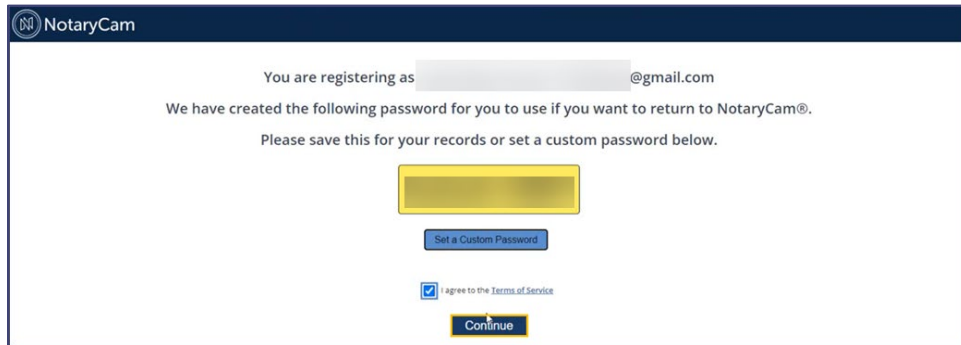 NotaryCam
You are registering as @gmail.com
We have created the following password for you to use if you want to return to NotaryCam®.
Please save this for your records or set a custom password below.
Set a Custom Password
I agree to the Terms of Service
Continue